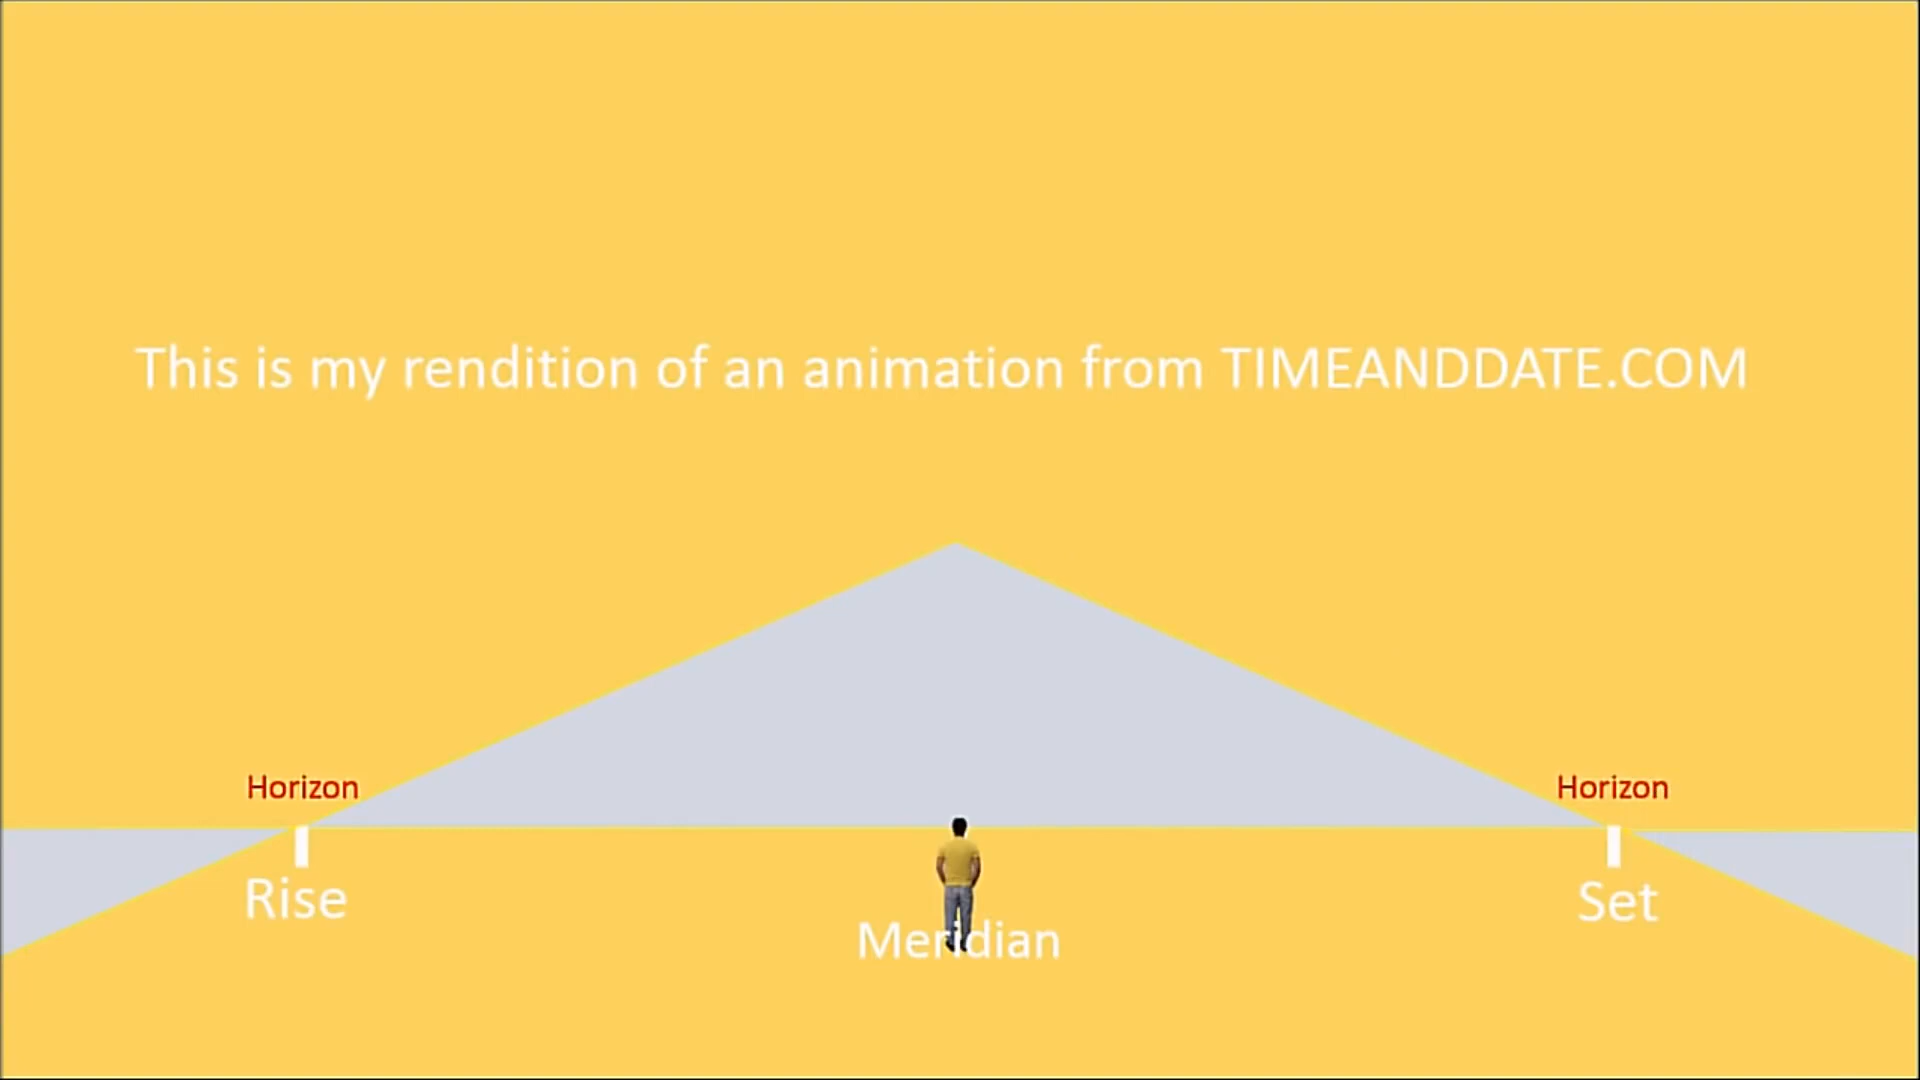 This is my rendition of an animation from TIMEANDDATE.COM
Horizon
Horizon
Rise
Set
Meridian